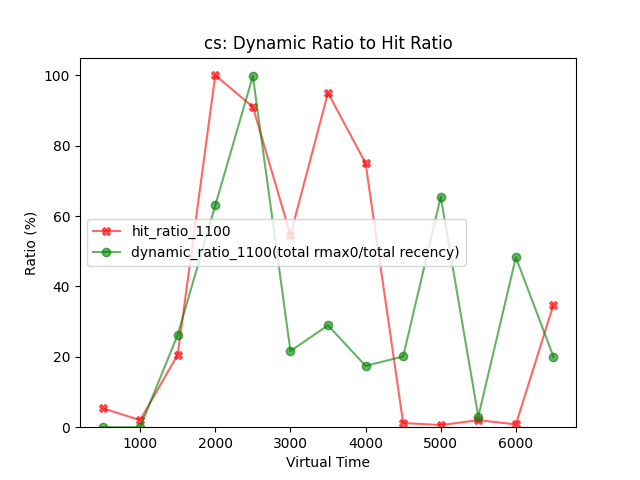 cs: Dynamic Ratio to Hit Ratio
100
80
60
40
20
0
Ratio (%)
hit_ratio_1100
dynamic_ratio_1100(total rmax0/total recency)
1000 2000 3000 4000 5000 6000
Virtual Time